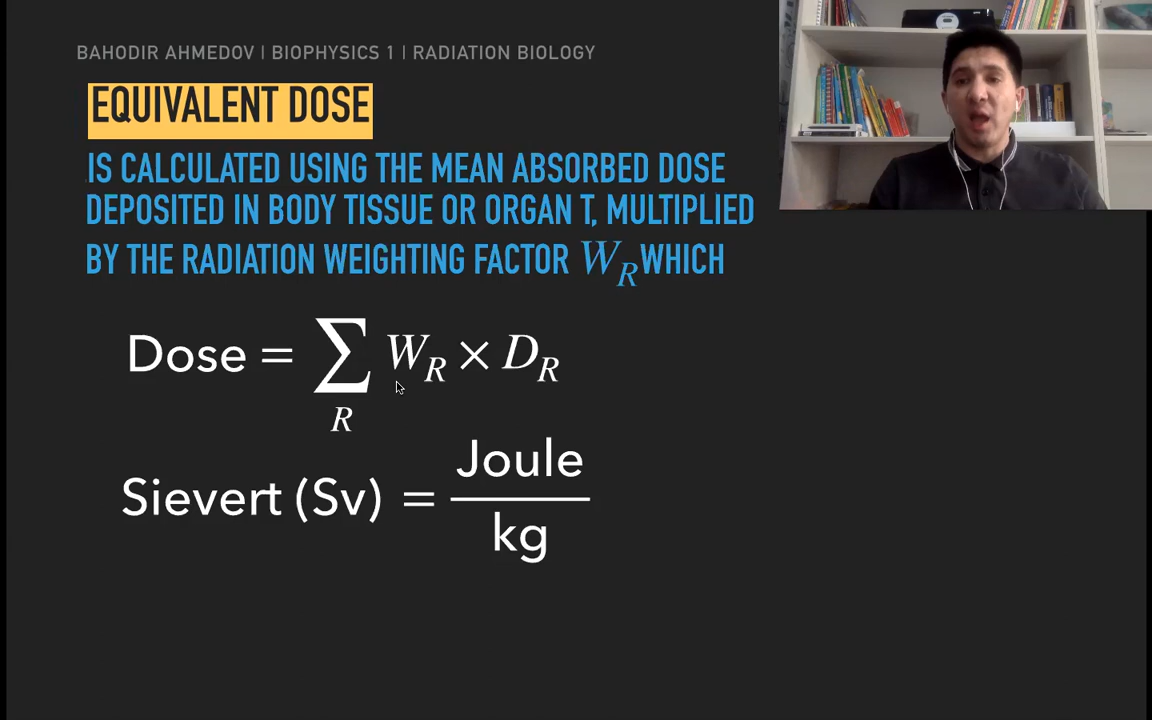 BAHODIR AHMEDOV | BIOPHYSICS 1 | RADIATION BIOLOGY
EQUIVALENT DOSE
IS CALCULATED USING THE MEAN ABSORBED DOSE
DEPOSITED IN BODY TISSUE OR ORGAN T, MULTIPLIED
BY THE RADIATION WEIGHTING FACTOR W_R WHICH
Dose = ∑_R W_R × D_R
Sievert (Sv) = Joule / kg